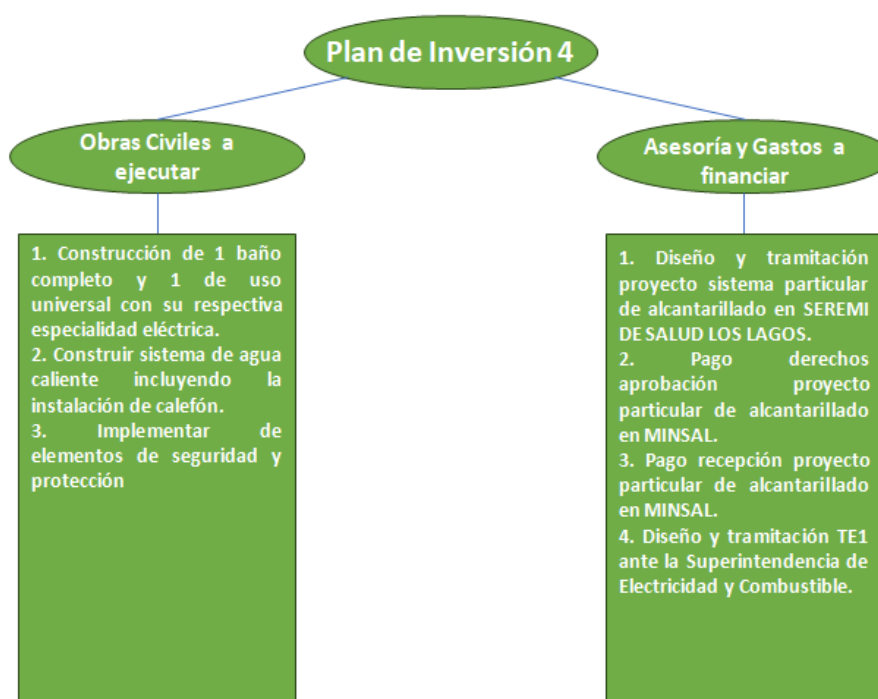 Plan de Inversión 4
Obras Civiles a
ejecutar
1. Construcción de 1 baño
completo y 1 de uso
universal con su respectiva
especialidad eléctrica.
2. Construir sistema de agua
caliente incluyendo la
instalación de calefón.
3. Implementar de
elementos de seguridad y
protección
Asesoría y Gastos a
financiar
1. Diseño y tramitación
proyecto sistema particular
de alcantarillado en SEREMI
DE SALUD LOS LAGOS.
2. Pago derechos
aprobación proyecto
particular de alcantarillado
en MINSAL.
3. Pago recepción proyecto
particular de alcantarillado
en MINSAL.
4. Diseño y tramitación TE1
ante la Superintendencia de
Electricidad y Combustible.